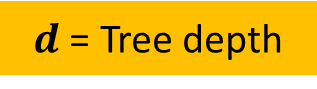 d = Tree depth